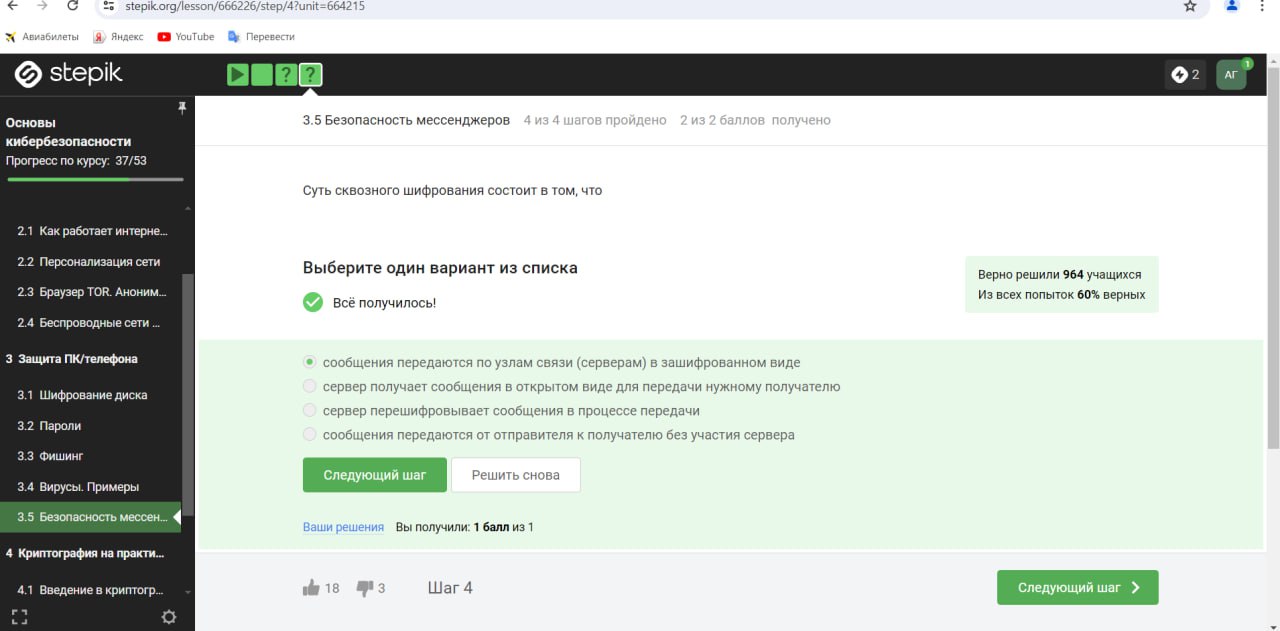 stepik.org/lesson/666226/step/4?unit=664215
Авиабилеты Яндекс YouTube Перевести
stepik
? ?
2 АГ 1
Основы
кибербезопасности
Прогресс по курсу: 37/53
2.1 Как работает интерне...
2.2 Персонализация сети
2.3 Браузер TOR. Аноним...
2.4 Беспроводные сети ...
3 Защита ПК/телефона
3.1 Шифрование диска
3.2 Пароли
3.3 Фишинг
3.4 Вирусы. Примеры
3.5 Безопасность мессен...
4 Криптография на практи...
4.1 Введение в криптогр...
3.5 Безопасность мессенджеров 4 из 4 шагов пройдено 2 из 2 баллов получено
Суть сквозного шифрования состоит в том, что
Выберите один вариант из списка
Всё получилось!
Верно решили 964 учащихся
Из всех попыток 60% верных
сообщения передаются по узлам связи (серверам) в зашифрованном виде
сервер получает сообщения в открытом виде для передачи нужному получателю
сервер перешифровывает сообщения в процессе передачи
сообщения передаются от отправителя к получателю без участия сервера
Следующий шаг Решить снова
Ваши решения Вы получили: 1 балл из 1
18 3 Шаг 4 Следующий шаг